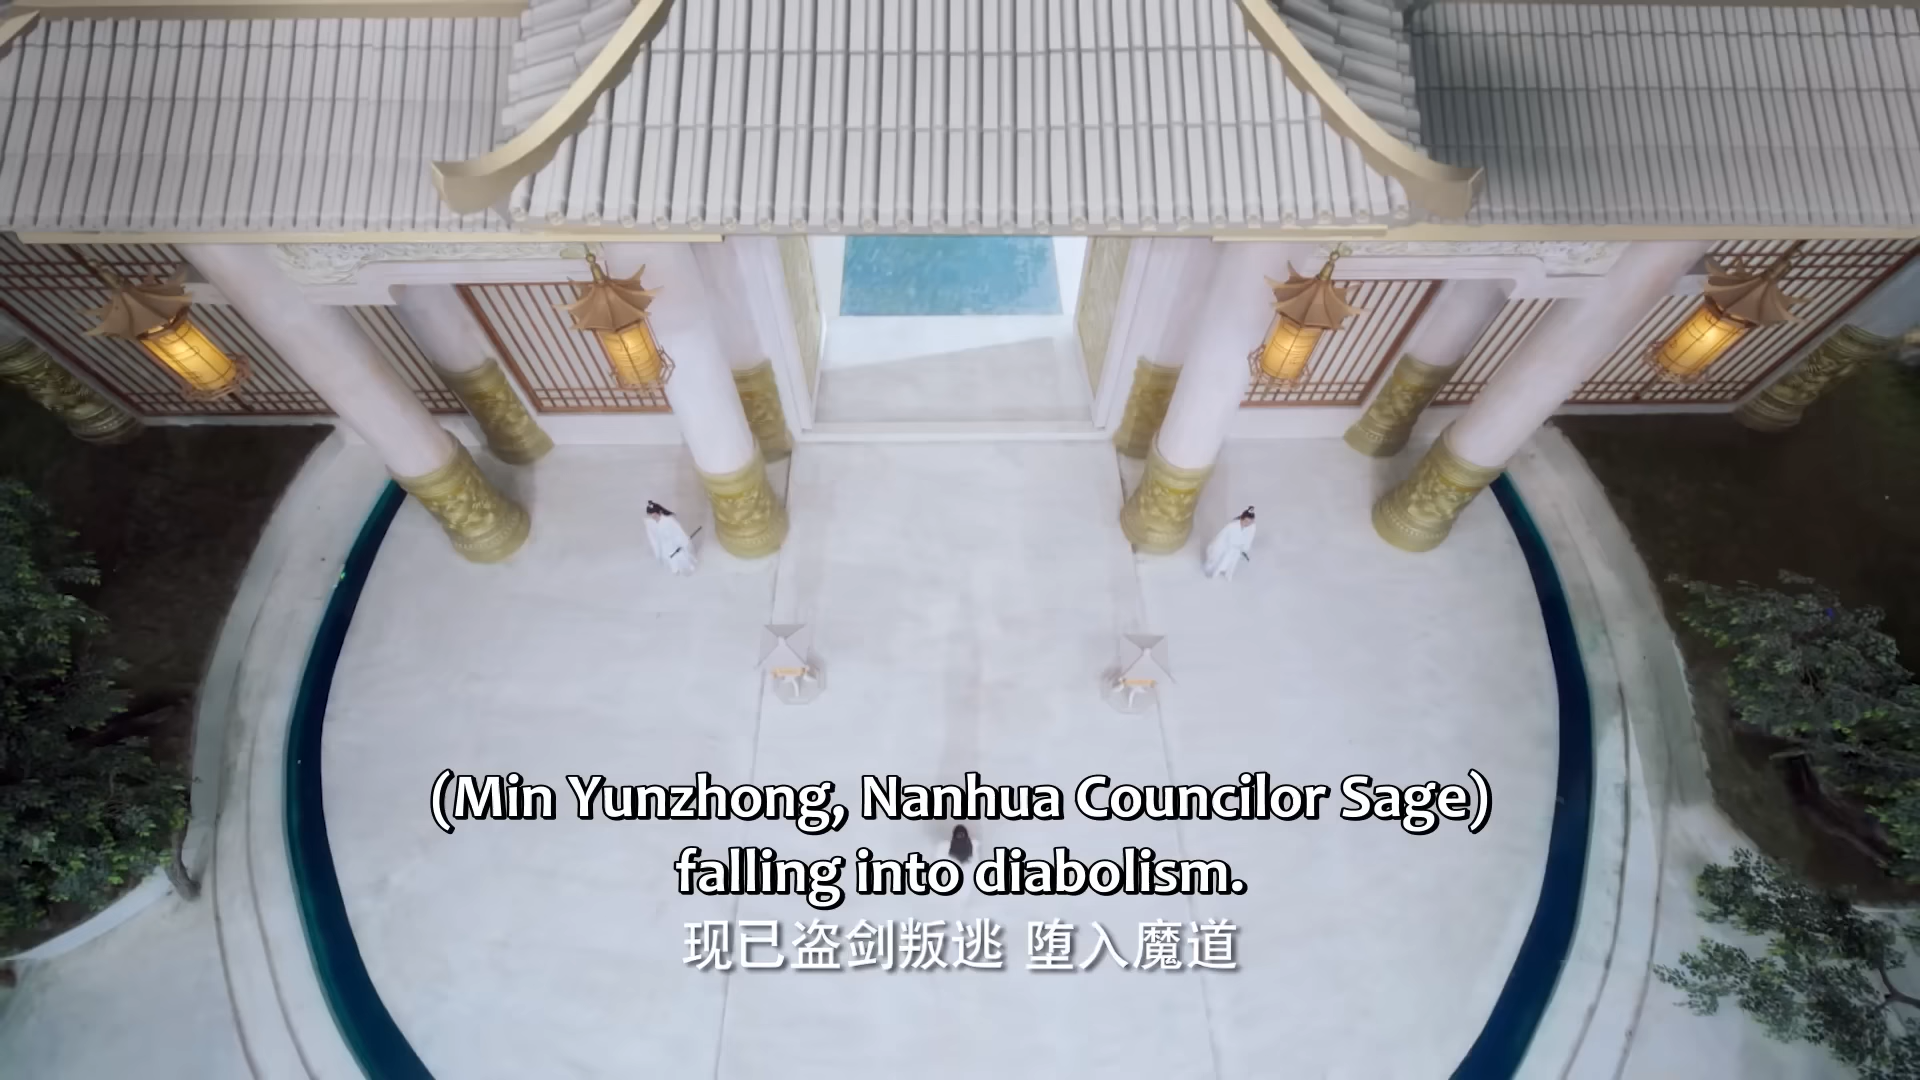 (Min Yunzhong, Nanhua Councilor Sage)
falling into diabolism.
现已盗剑叛逃 堕入魔道